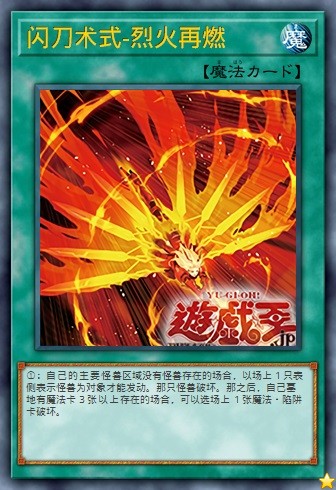 闪刀术式-烈火再燃
魔
【魔法カード】
YU-GI-OH!
遊戯王
.JP
①：自己的主要怪兽区域没有怪兽存在的场合，以场上１只表
侧表示怪兽为对象才能发动。那只怪兽破坏。那之后，自己墓
地有魔法卡３张以上存在的场合，可以选场上１张魔法·陷阱
卡破坏。